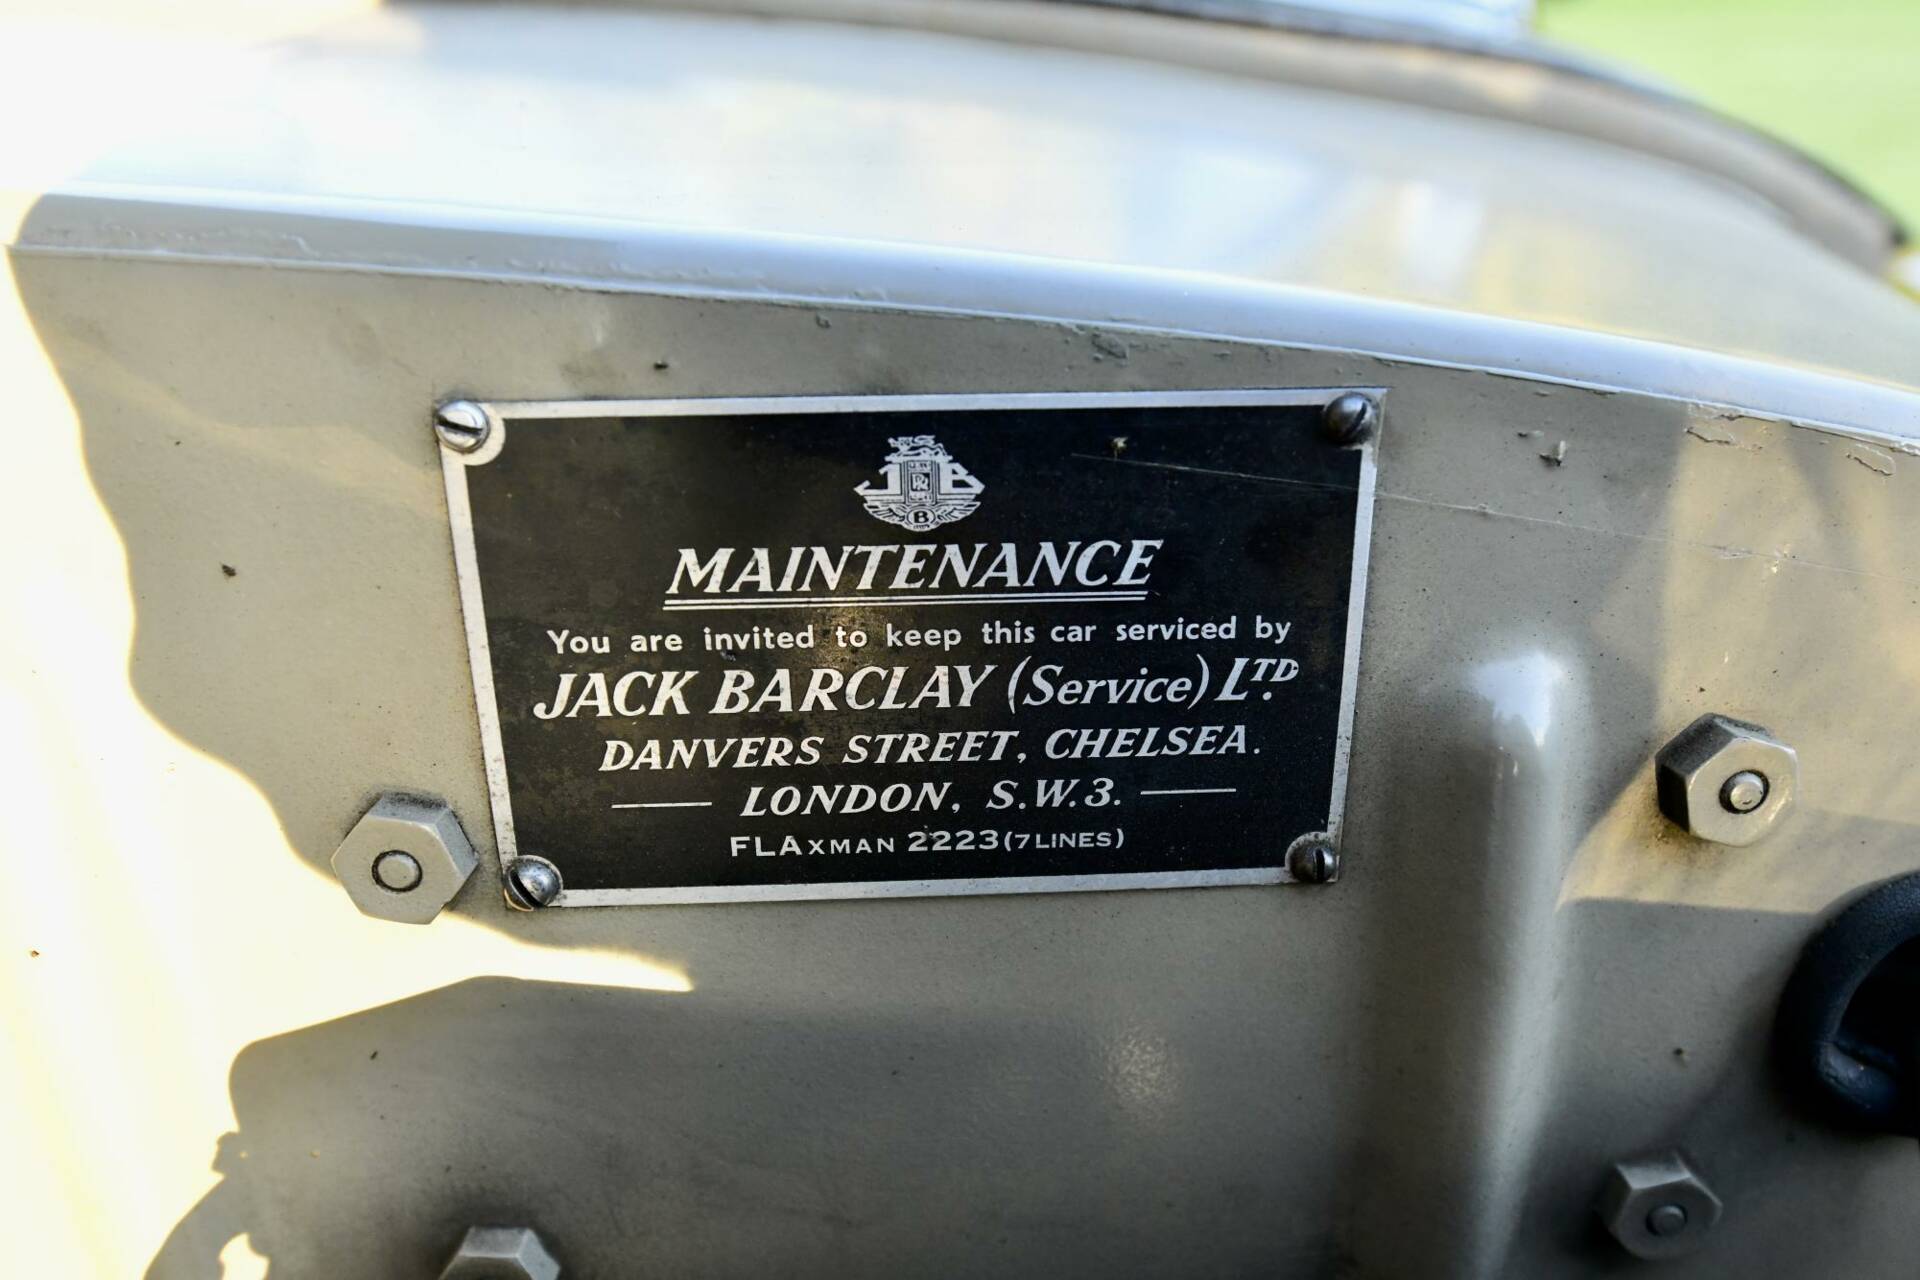 RR
B
MAINTENANCE
You are invited to keep this car serviced by
JACK BARCLAY (Service) LTD.
DANVERS STREET, CHELSEA.
LONDON, S.W.3.
FLAXMAN 2223 (7 LINES)